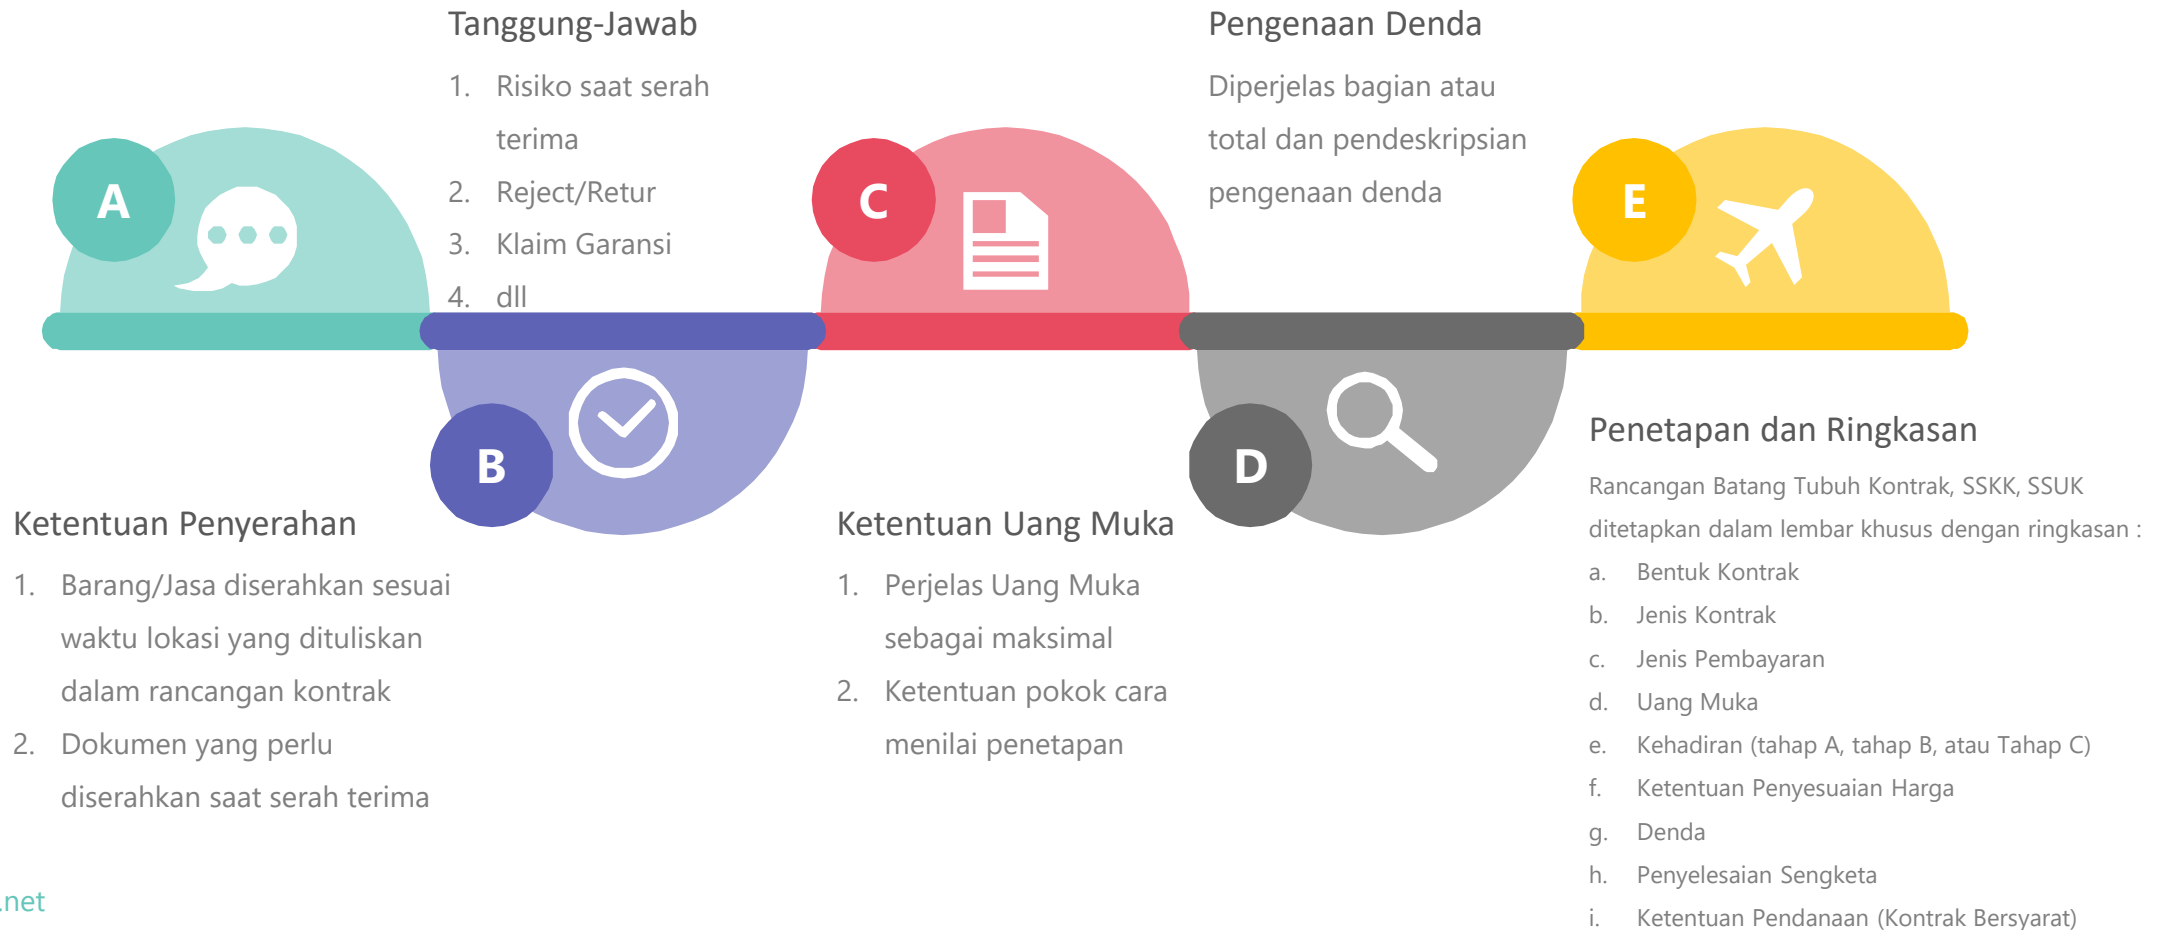 A
Ketentuan Penyerahan
1. Barang/Jasa diserahkan sesuai
waktu lokasi yang dituliskan
dalam rancangan kontrak
2. Dokumen yang perlu
diserahkan saat serah terima
B
Tanggung-Jawab
1. Risiko saat serah
terima
2. Reject/Retur
3. Klaim Garansi
4. dll
C
Ketentuan Uang Muka
1. Perjelas Uang Muka
sebagai maksimal
2. Ketentuan pokok cara
menilai penetapan
D
Pengenaan Denda
Diperjelas bagian atau
total dan pendeskripsian
pengenaan denda
E
Penetapan dan Ringkasan
Rancangan Batang Tubuh Kontrak, SSKK, SSUK
ditetapkan dalam lembar khusus dengan ringkasan :
a. Bentuk Kontrak
b. Jenis Kontrak
c. Jenis Pembayaran
d. Uang Muka
e. Kehadiran (tahap A, tahap B, atau Tahap C)
f. Ketentuan Penyesuaian Harga
g. Denda
h. Penyelesaian Sengketa
i. Ketentuan Pendanaan (Kontrak Bersyarat)
.net